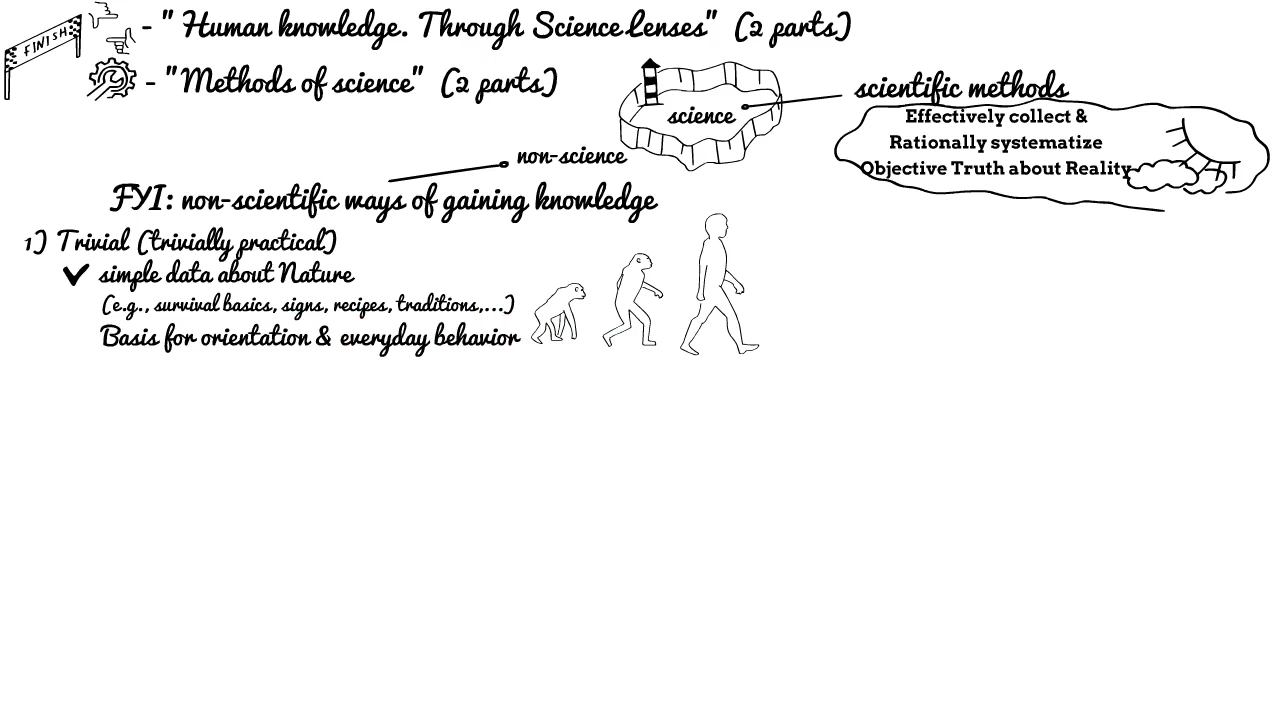 FINISH
- "Human knowledge. Through Science Lenses" (2 parts)
- "Methods of science" (2 parts)
science
scientific methods
Effectively collect &
Rationally systematize
Objective Truth about Reality
non-science
FYI: non-scientific ways of gaining knowledge
1) Trivial (trivially practical)
simple data about Nature
(e.g., survival basics, signs, recipes, traditions,...)
Basis for orientation & everyday behavior